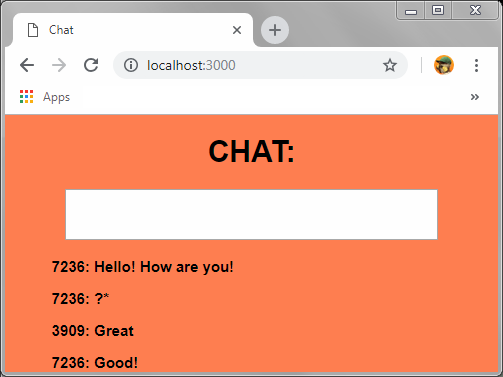 Chat
localhost:3000
Apps
CHAT:
7236: Hello! How are you!
7236: ?*
3909: Great
7236: Good!